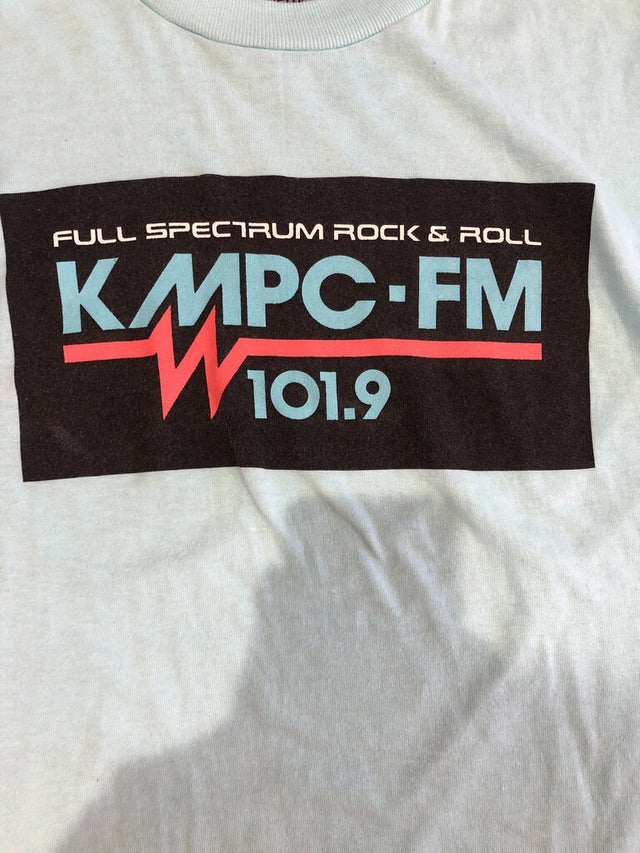 FULL SPECTRUM ROCK & ROLL
KMPC·FM
101.9